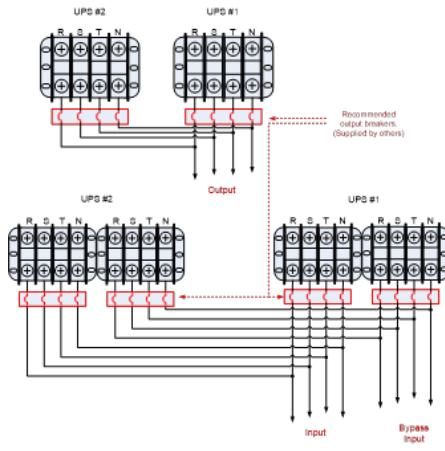 UPS #2 UPS #1
R S T N R S T N
Recommended
output breakers.
(Supplied by others)
Output
UPS #2 UPS #1
R S T N R S T N R S T N R S T N
Input
Bypass
Input